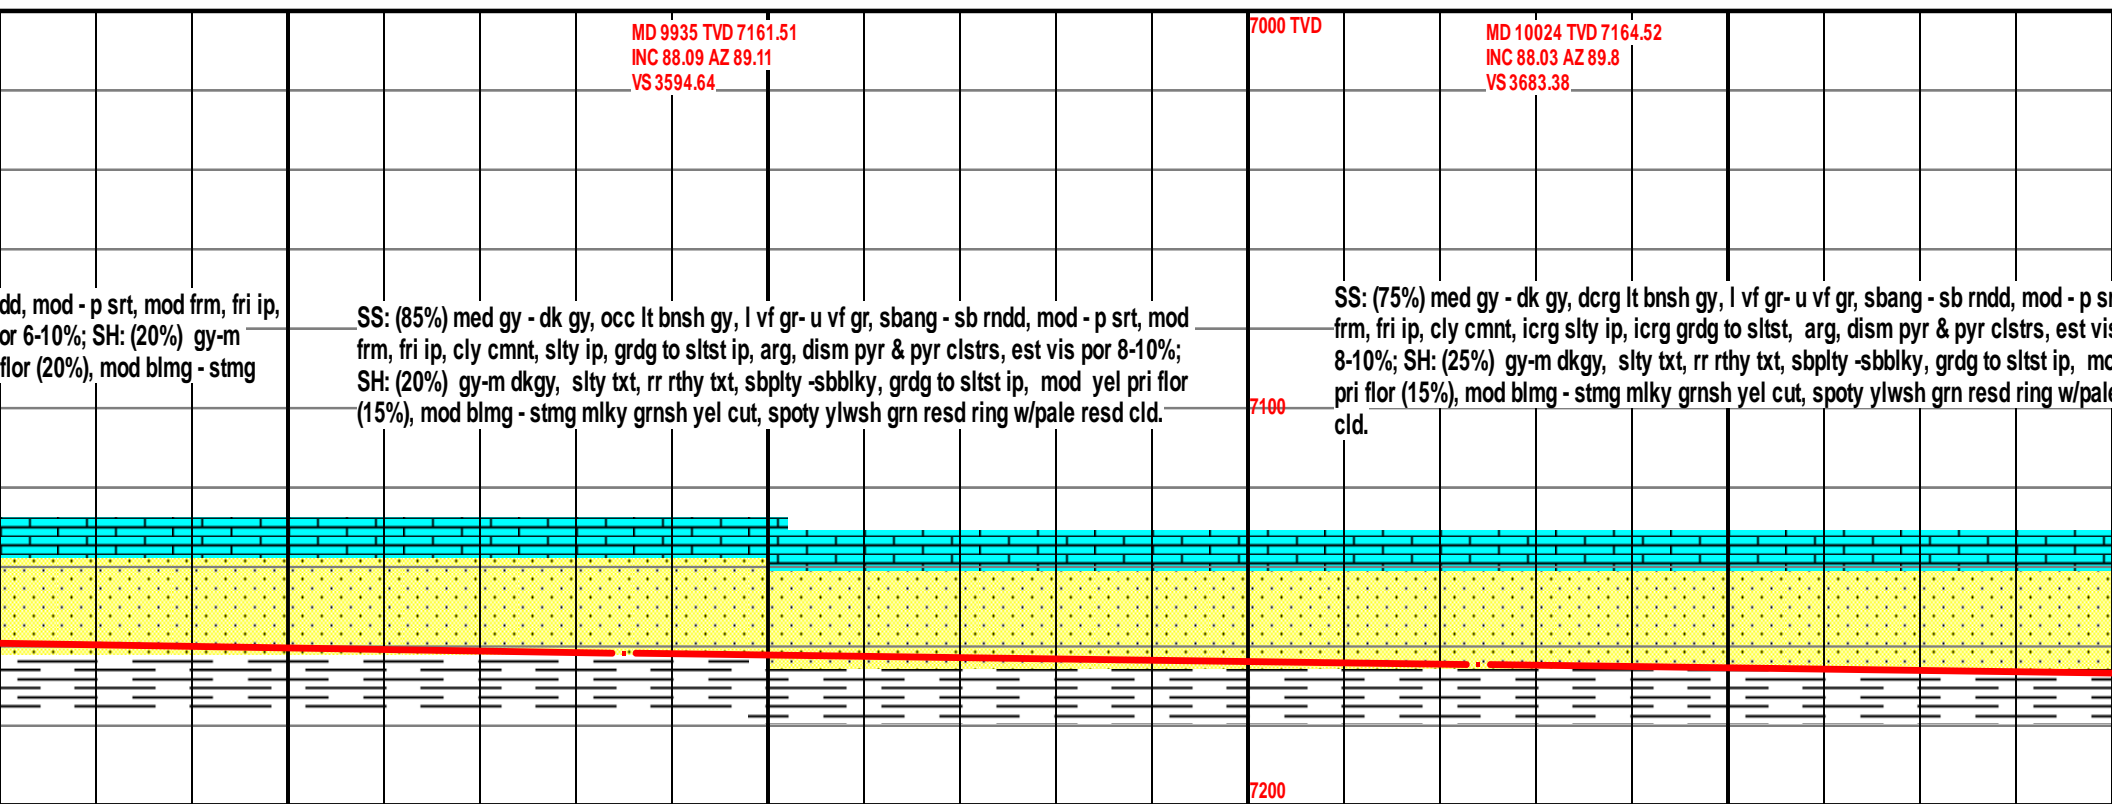 MD 9935 TVD 7161.51
INC 88.09 AZ 89.11
VS 3594.64
7000 TVD
MD 10024 TVD 7164.52
INC 88.03 AZ 89.8
VS 3683.38
dd, mod - p srt, mod frm, fri ip,
or 6-10%; SH: (20%) gy-m
flor (20%), mod blmg - stmg
SS: (85%) med gy - dk gy, occ lt bnsh gy, l vf gr- u vf gr, sbang - sb rndd, mod - p srt, mod
frm, fri ip, cly cmnt, slty ip, grdg to sltst ip, arg, dism pyr & pyr clstrs, est vis por 8-10%;
SH: (20%) gy-m dkgy, slty txt, rr rthy txt, sbplty -sbblky, grdg to sltst ip, mod yel pri flor
(15%), mod blmg - stmg mlky grnsh yel cut, spoty ylwsh grn resd ring w/pale resd cld.
SS: (75%) med gy - dk gy, dcrg lt bnsh gy, l vf gr- u vf gr, sbang - sb rndd, mod - p sr
frm, fri ip, cly cmnt, icrg slty ip, icrg grdg to sltst, arg, dism pyr & pyr clstrs, est vis
8-10%; SH: (25%) gy-m dkgy, slty txt, rr rthy txt, sbplty -sbblky, grdg to sltst ip, mo
pri flor (15%), mod blmg - stmg mlky grnsh yel cut, spoty ylwsh grn resd ring w/pale
cld.
7100
7200